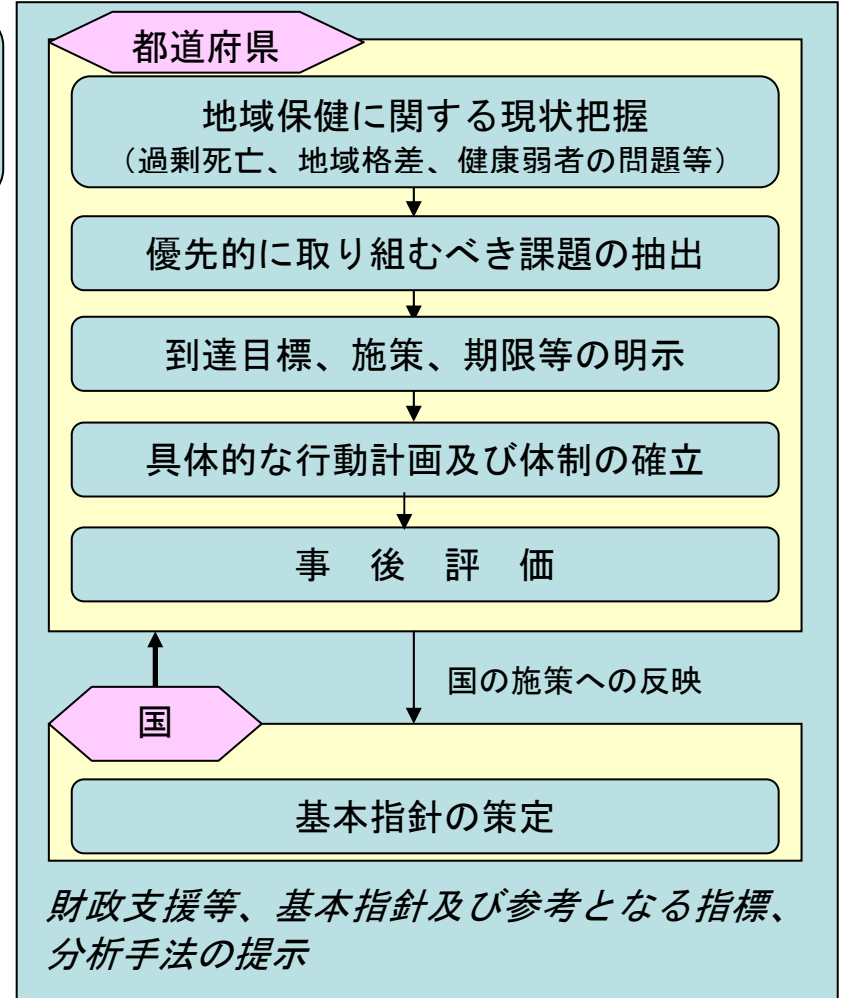 都道府県
地域保健に関する現状把握
（過剰死亡、地域格差、健康弱者の問題等）
優先的に取り組むべき課題の抽出
到達目標、施策、期限等の明示
具体的な行動計画及び体制の確立
事　後　評　価
国の施策への反映
国
基本指針の策定
財政支援等、基本指針及び参考となる指標、
分析手法の提示